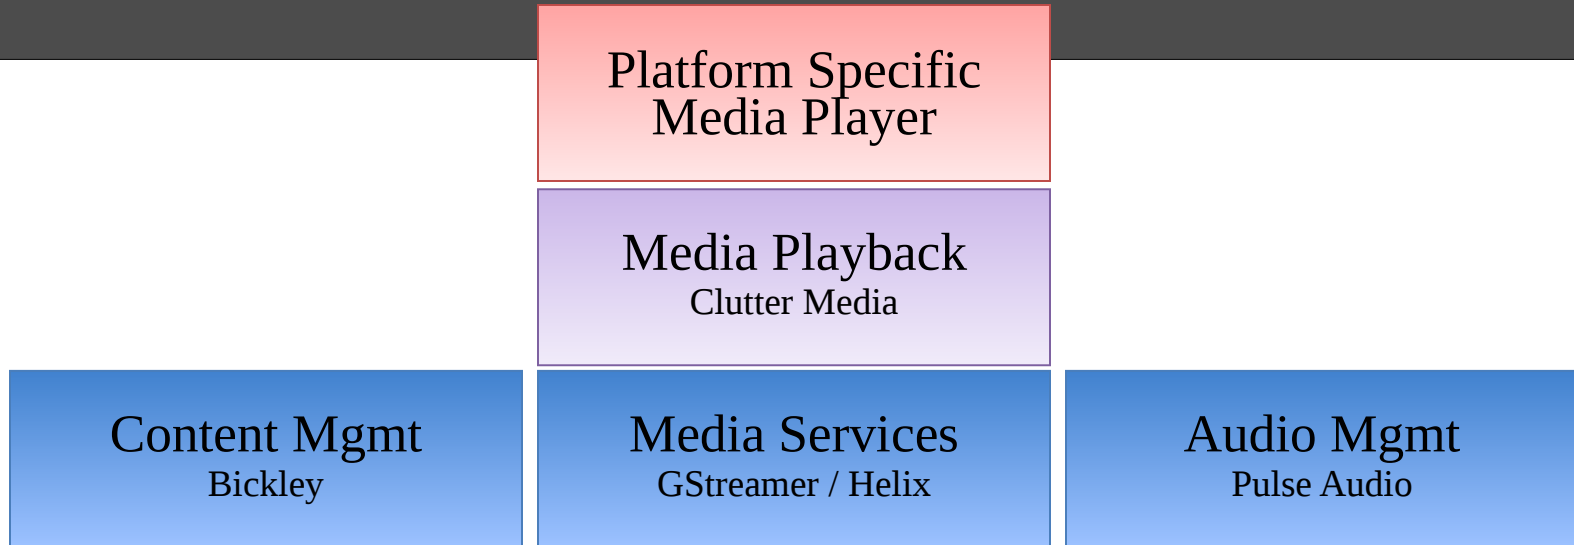 Platform Specific
Media Player
Media Playback
Clutter Media
Content Mgmt
Bickley
Media Services
GStreamer / Helix
Audio Mgmt
Pulse Audio